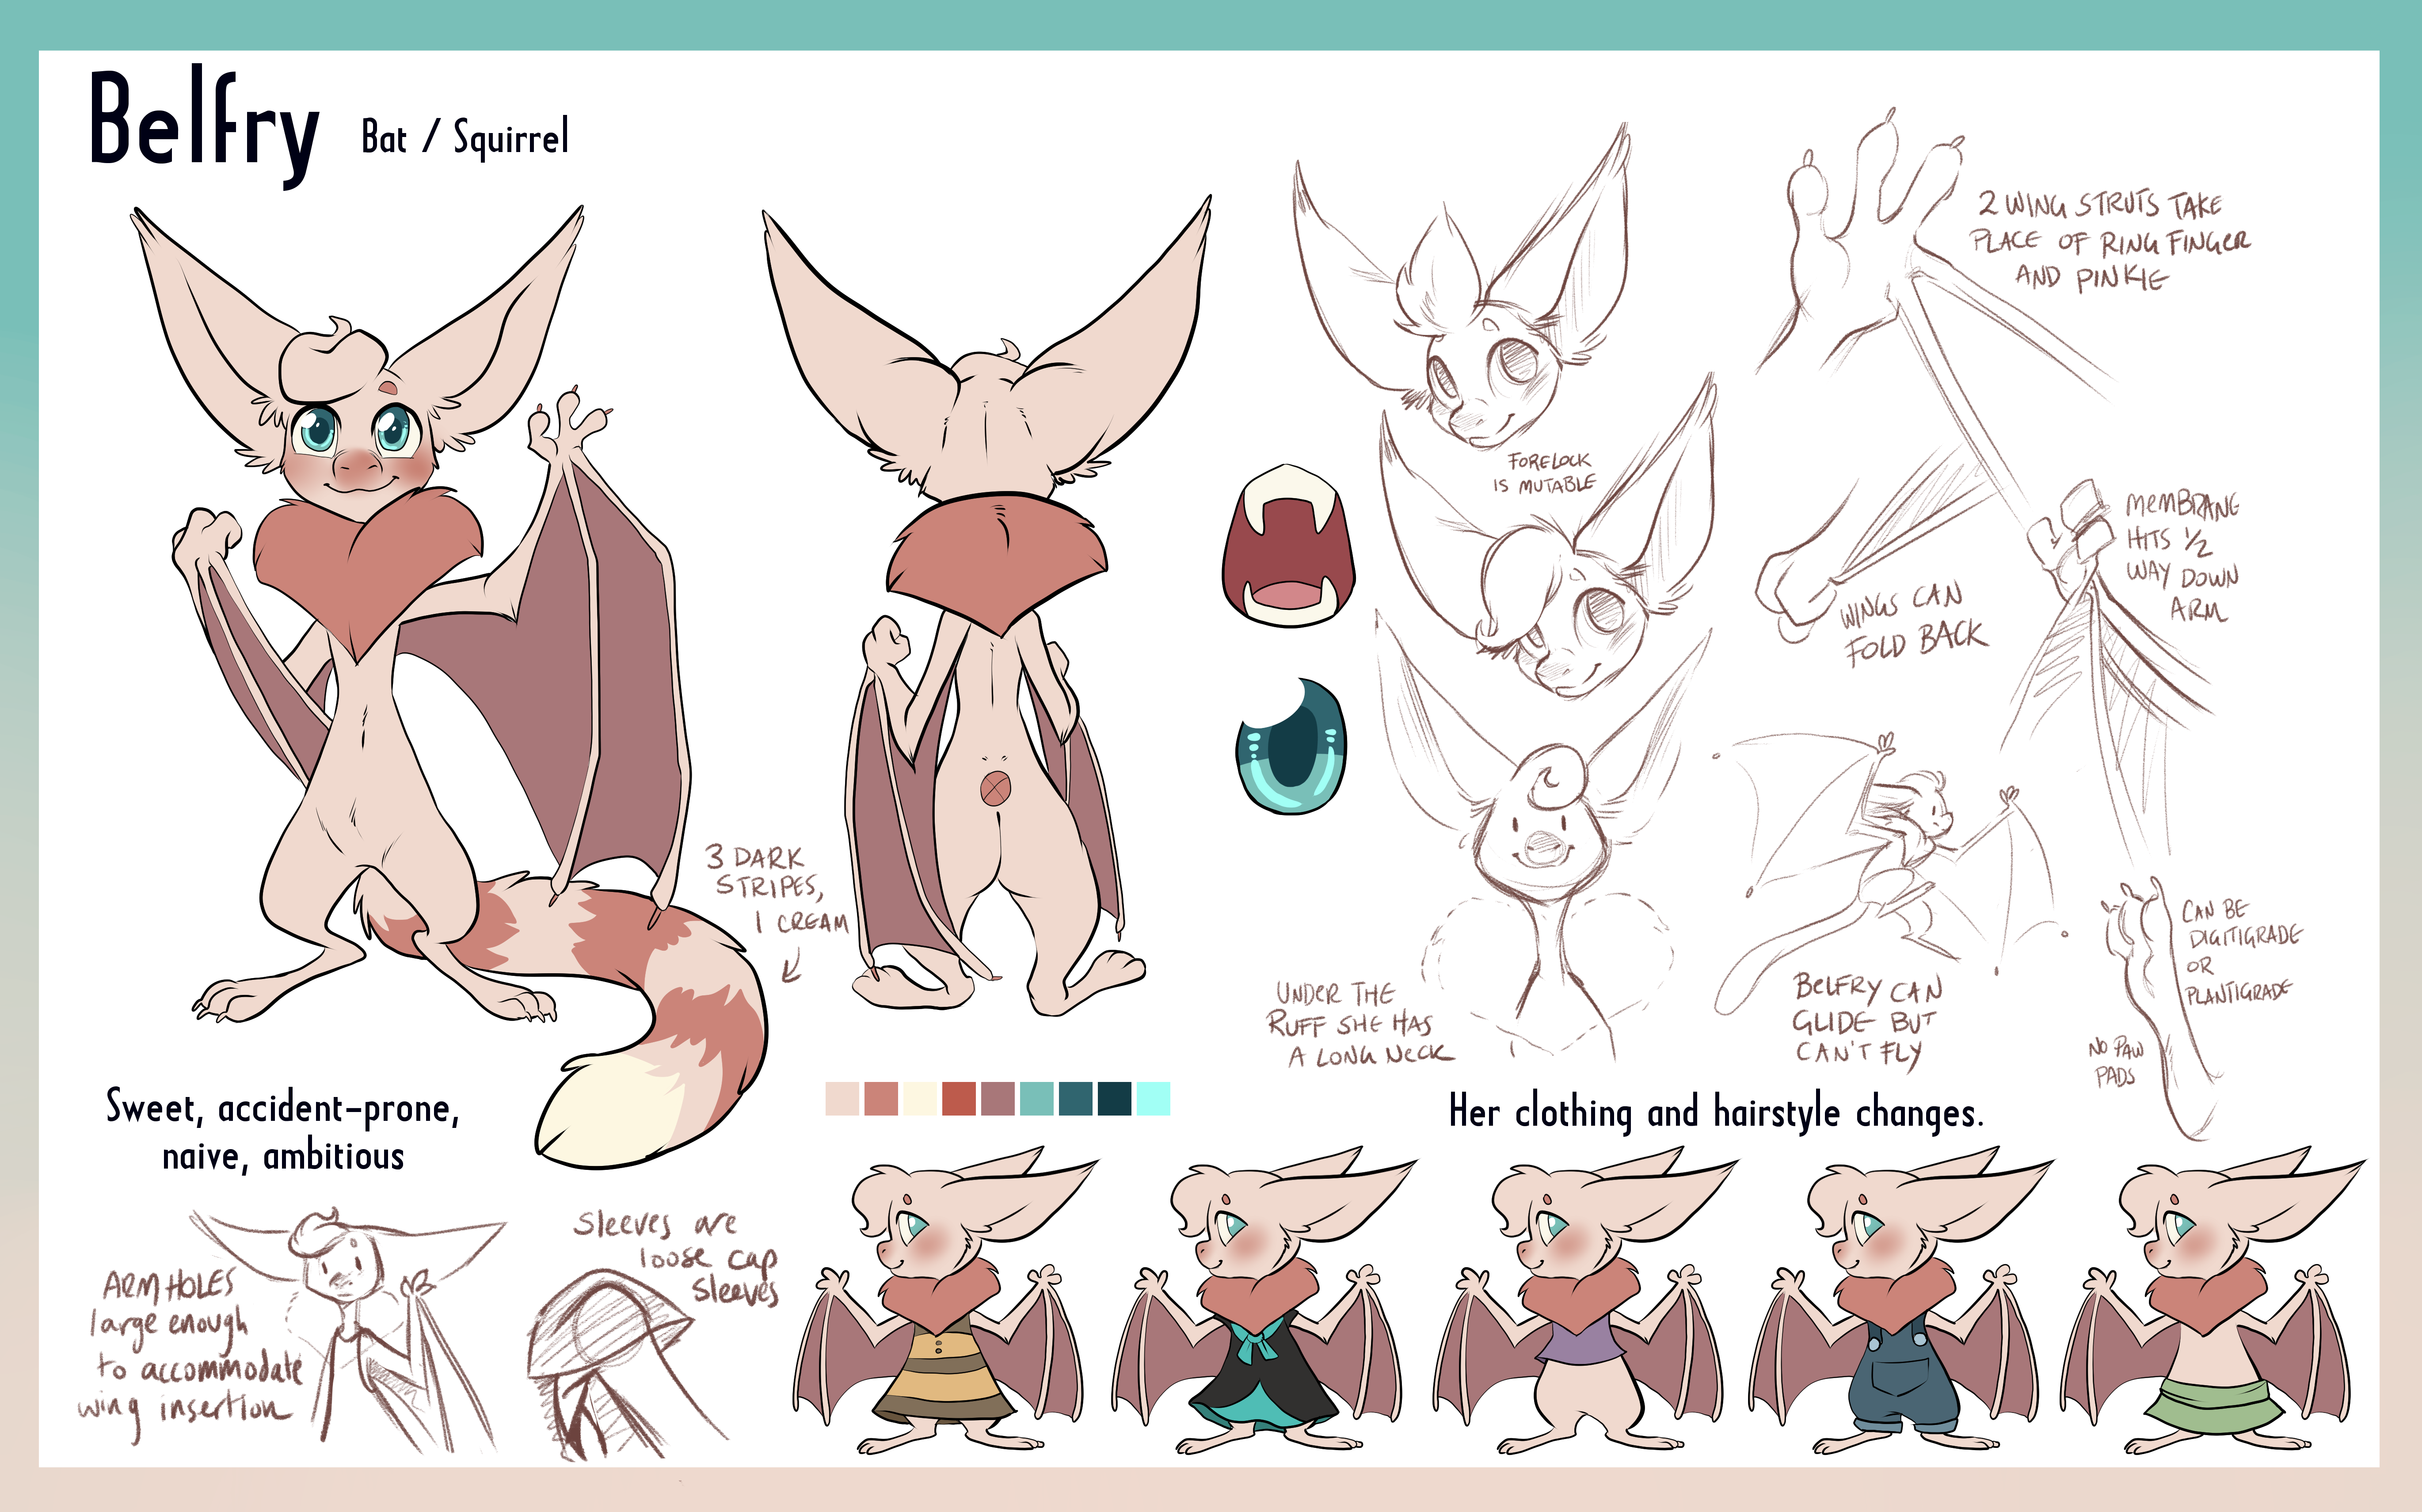 Belfry
Bat / Squirrel
2 WING STRUTS TAKE
PLACE OF RING FINGER
AND PINKIE
FORELOCK
IS MUTABLE
MEMBRANE
HITS 1/2
WAY DOWN
ARM
WINGS CAN
FOLD BACK
3 DARK
STRIPES,
1 CREAM
CAN BE
DIGITIGRADE
OR
PLANTIGRADE
UNDER THE
RUFF SHE HAS
A LONG NECK
BELFRY CAN
GLIDE BUT
CAN'T FLY
NO PAW
PADS
Sweet, accident-prone,
naive, ambitious
Her clothing and hairstyle changes.
ARM HOLES
large enough
to accommodate
wing insertion
Sleeves are
loose cap
sleeves